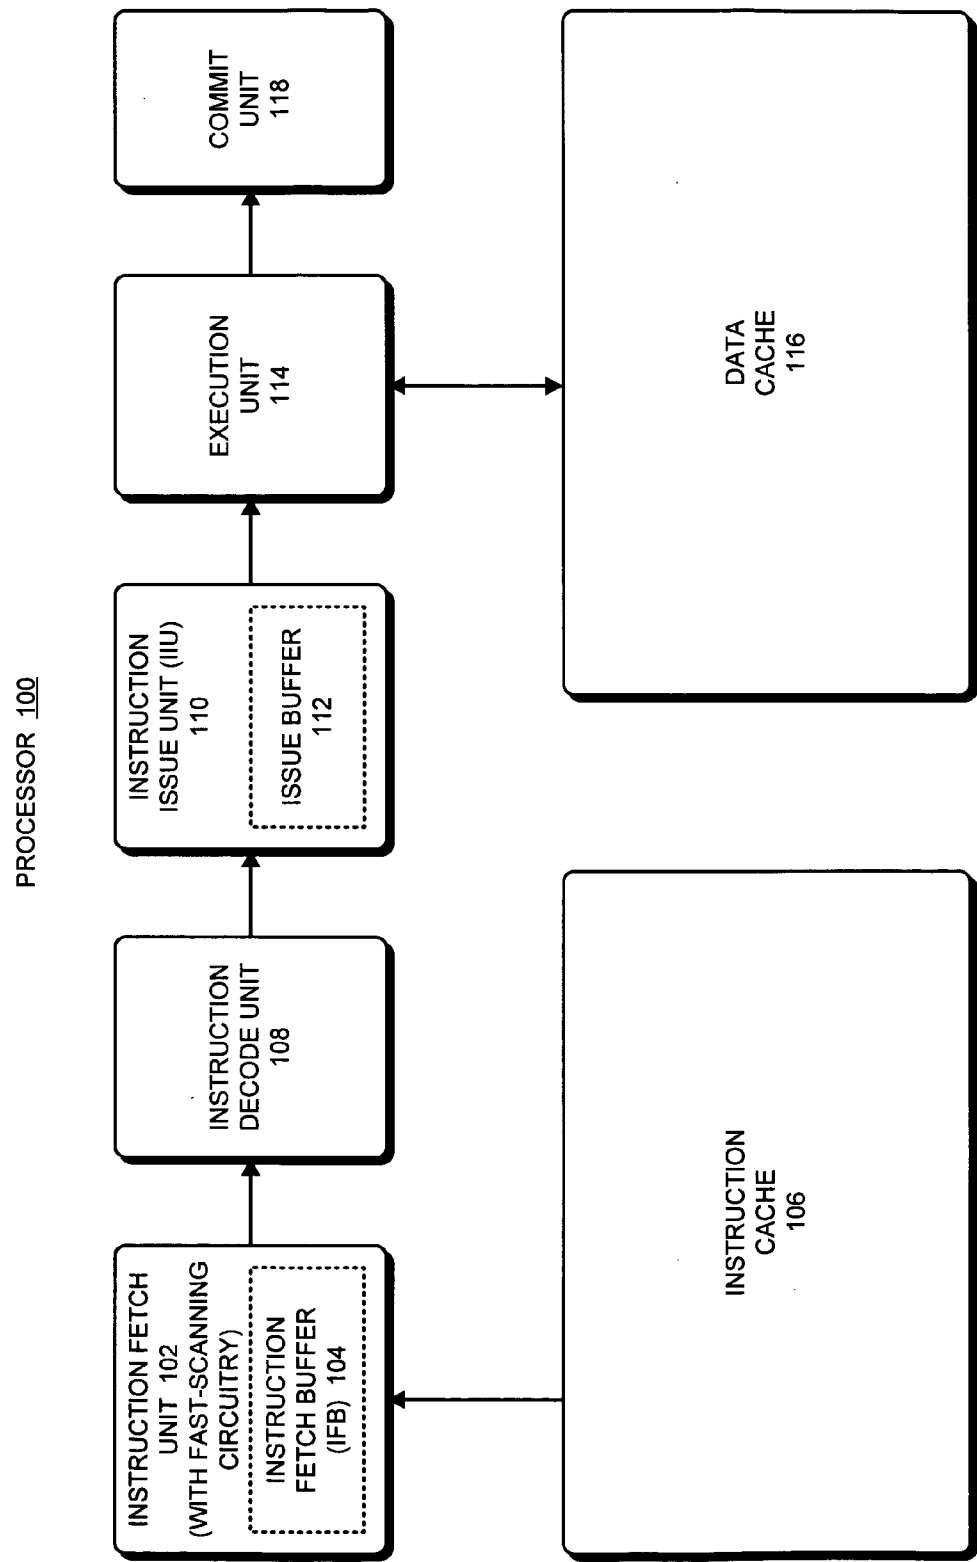 PROCESSOR 100
INSTRUCTION FETCH
UNIT 102
(WITH FAST-SCANNING
CIRCUITRY)
INSTRUCTION
FETCH BUFFER
(IFB) 104
INSTRUCTION
DECODE UNIT
108
INSTRUCTION
ISSUE UNIT (IIU)
110
ISSUE BUFFER
112
EXECUTION
UNIT
114
COMMIT
UNIT
118
INSTRUCTION
CACHE
106
DATA
CACHE
116